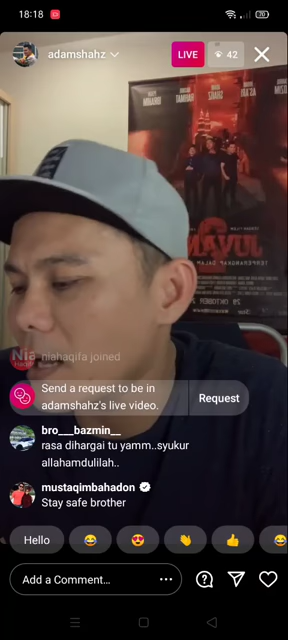 18:18
70
adamshahz
LIVE
42
niahaqifa joined
Send a request to be in
adamshahz's live video.
Request
bro___bazmin__
rasa dihargai tu yamm..syukur
allahamdulilah..
mustaqimbahadon
Stay safe brother
Hello
Add a Comment...